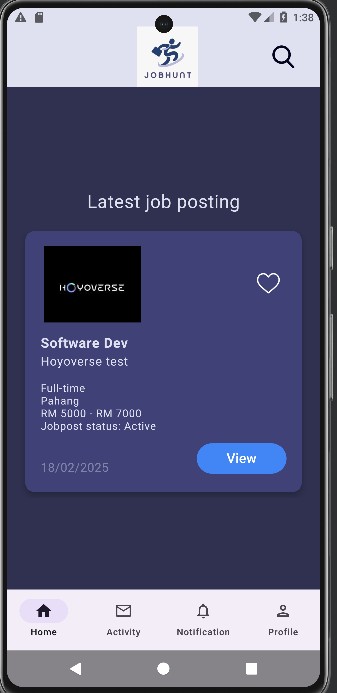 1:38
JOBHUNT
Latest job posting
HOYOVERSE
Software Dev
Hoyoverse test
Full-time
Pahang
RM 5000 - RM 7000
Jobpost status: Active
18/02/2025
View
Home
Activity
Notification
Profile